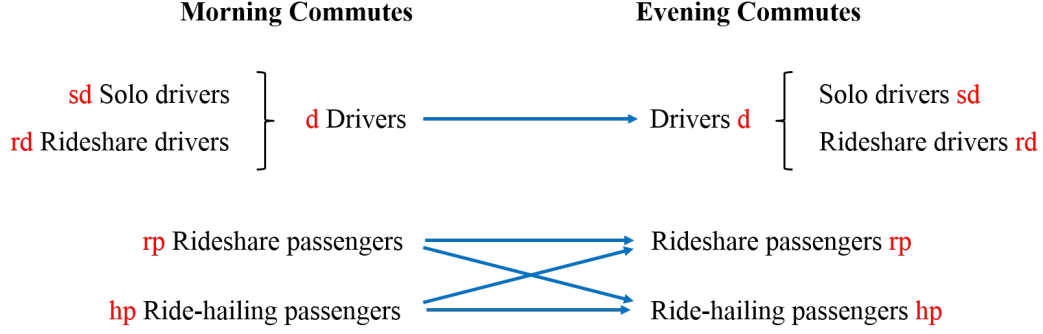 Morning Commutes
Evening Commutes
sd Solo drivers
rd Rideshare drivers
d Drivers
Drivers d
Solo drivers sd
Rideshare drivers rd
rp Rideshare passengers
Rideshare passengers rp
hp Ride-hailing passengers
Ride-hailing passengers hp